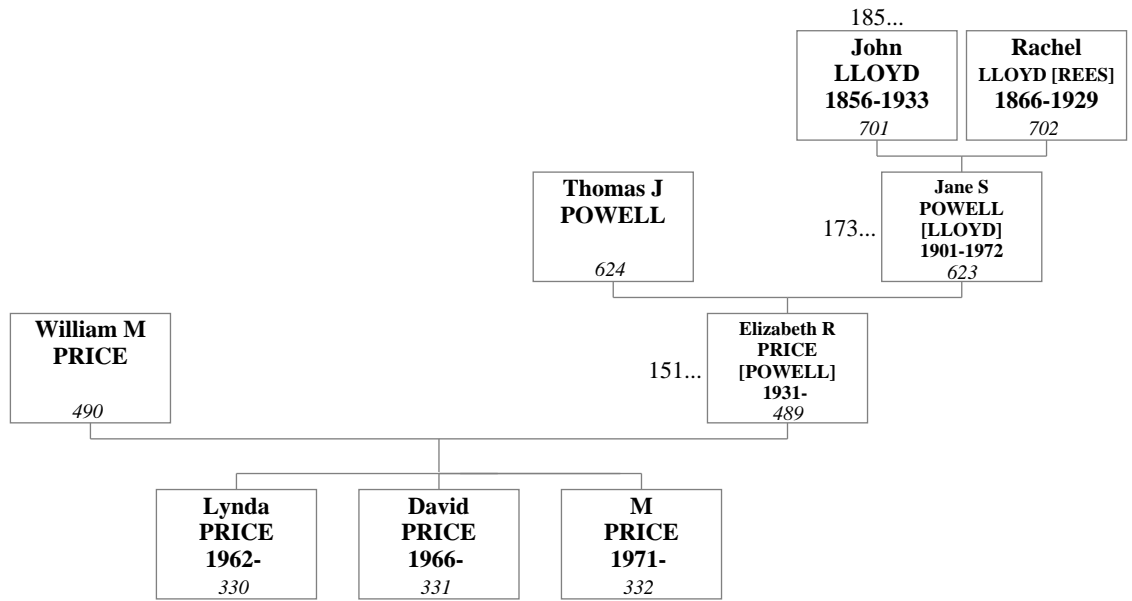 185...
John
LLOYD
1856-1933
701
Rachel
LLOYD [REES]
1866-1929
702
Thomas J
POWELL
624
173...
Jane S
POWELL
[LLOYD]
1901-1972
623
William M
PRICE
490
151...
Elizabeth R
PRICE
[POWELL]
1931-
489
Lynda
PRICE
1962-
330
David
PRICE
1966-
331
M
PRICE
1971-
332